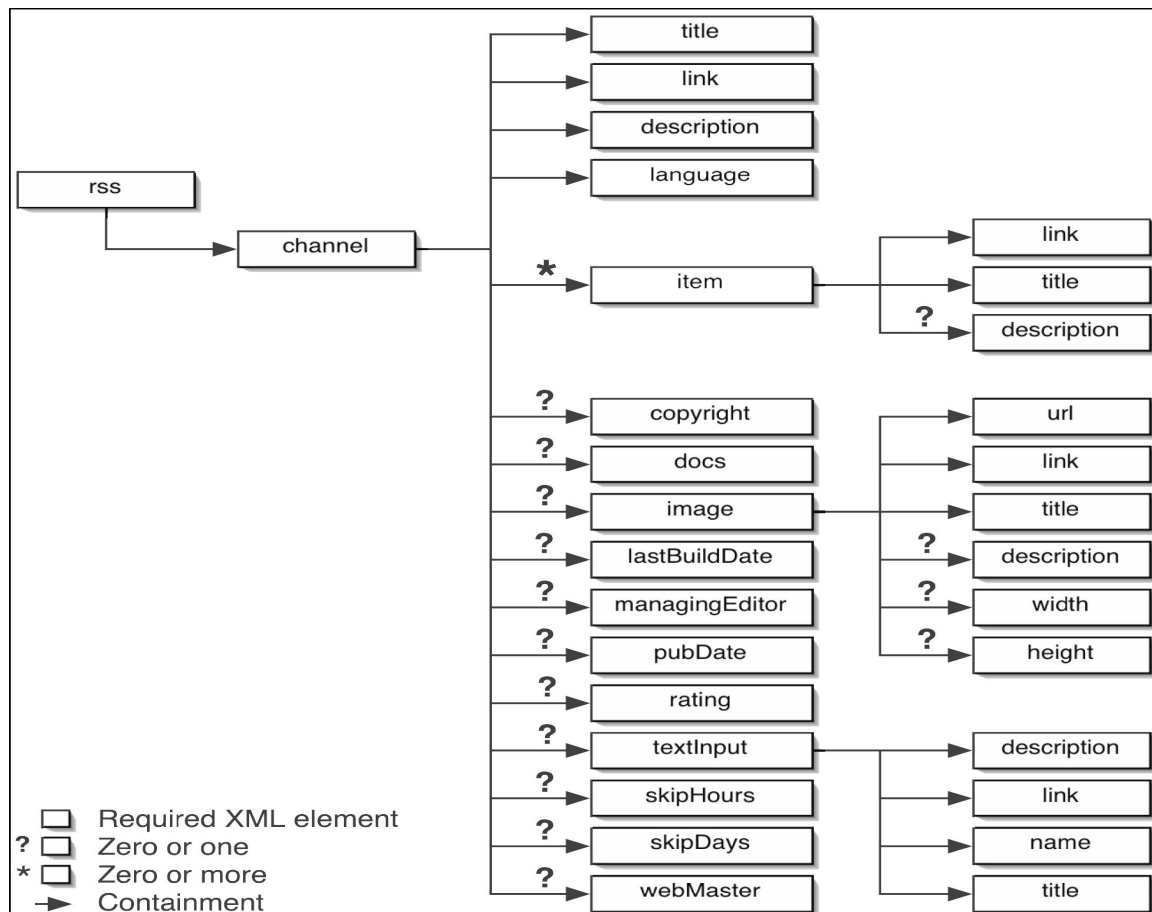 title
link
description
language
rss
channel
*
item
link
title
?
description
?
copyright
url
?
docs
link
?
image
title
?
lastBuildDate
?
description
?
managingEditor
?
width
?
pubDate
?
height
?
rating
?
textInput
description
?
skipHours
link
?
skipDays
name
?
webMaster
title
Required XML element
? Zero or one
* Zero or more
Containment